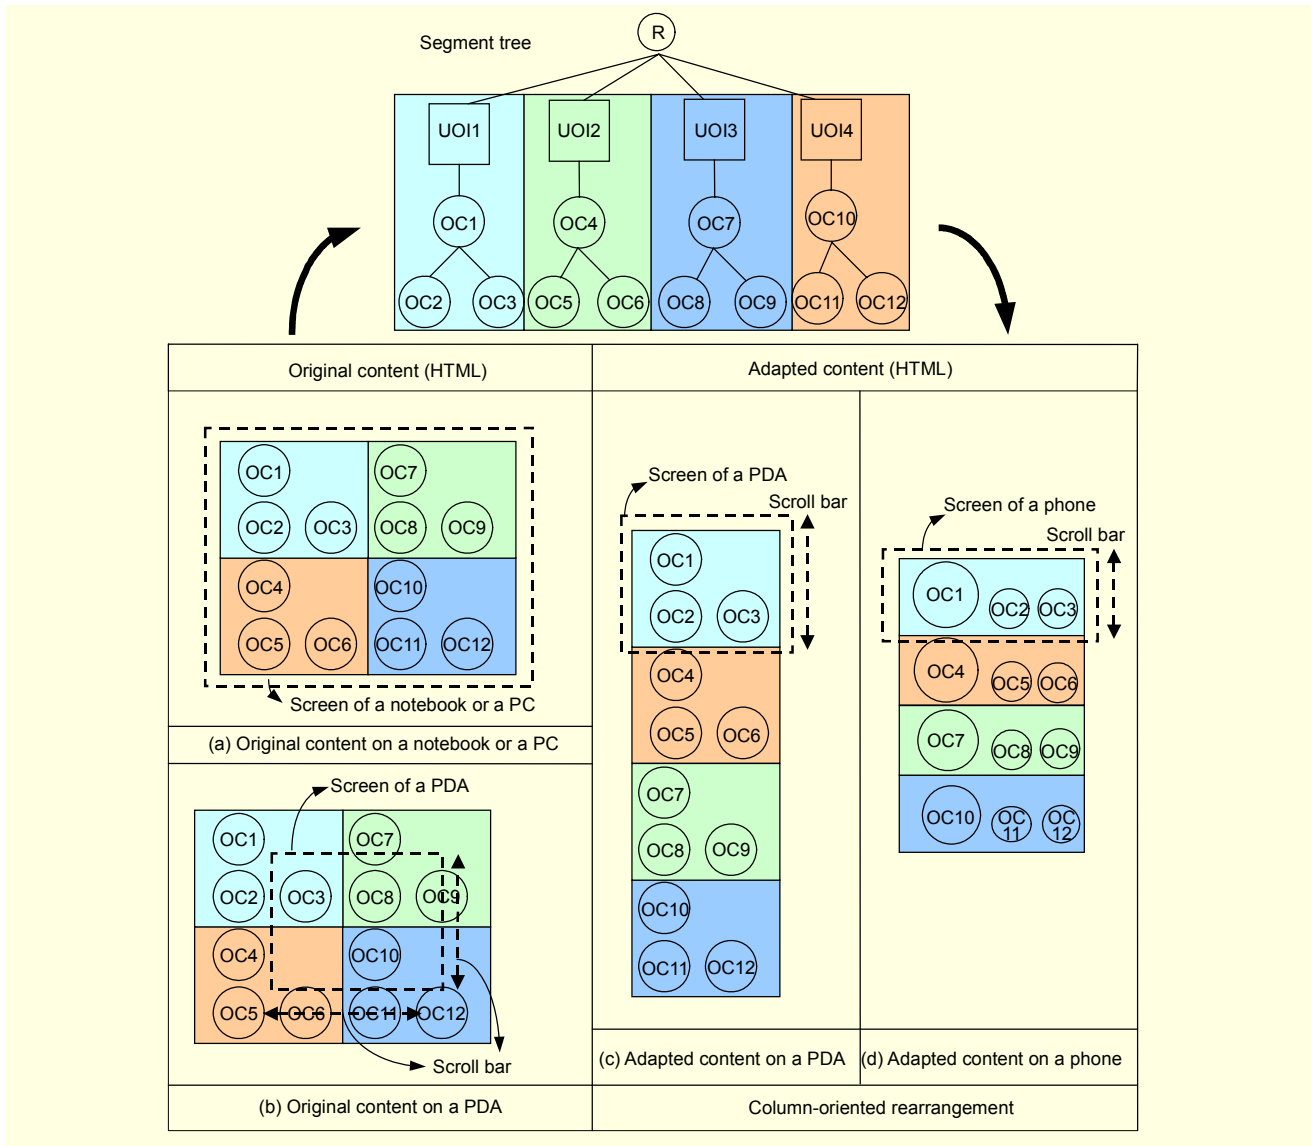 Segment tree
R
UOI1 UOI2 UOI3 UOI4
OC1 OC4 OC7 OC10
OC2 OC3 OC5 OC6 OC8 OC9 OC11 OC12
Original content (HTML)
OC1 OC7
OC2 OC3 OC8 OC9
OC4 OC10
OC5 OC6 OC11 OC12
Screen of a notebook or a PC
(a) Original content on a notebook or a PC
Screen of a PDA
OC1 OC7
OC2 OC3 OC8 OC9
OC4 OC10
OC5 OC6 OC11 OC12
Scroll bar
(b) Original content on a PDA
Adapted content (HTML)
Screen of a PDA
Scroll bar
OC1
OC2 OC3
OC4
OC5 OC6
OC7
OC8 OC9
OC10
OC11 OC12
(c) Adapted content on a PDA
Screen of a phone
Scroll bar
OC1 OC2 OC3
OC4 OC5 OC6
OC7 OC8 OC9
OC10 OC
11 OC
12
(d) Adapted content on a phone
Column-oriented rearrangement